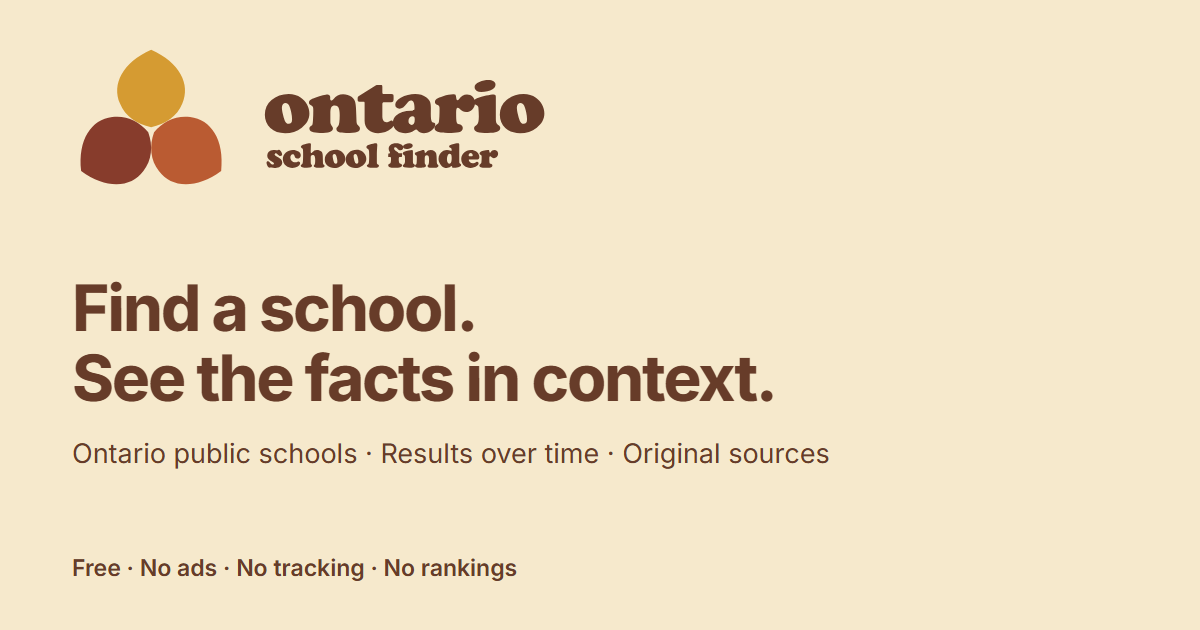 ontario
school finder
Find a school.
See the facts in context.
Ontario public schools · Results over time · Original sources
Free · No ads · No tracking · No rankings